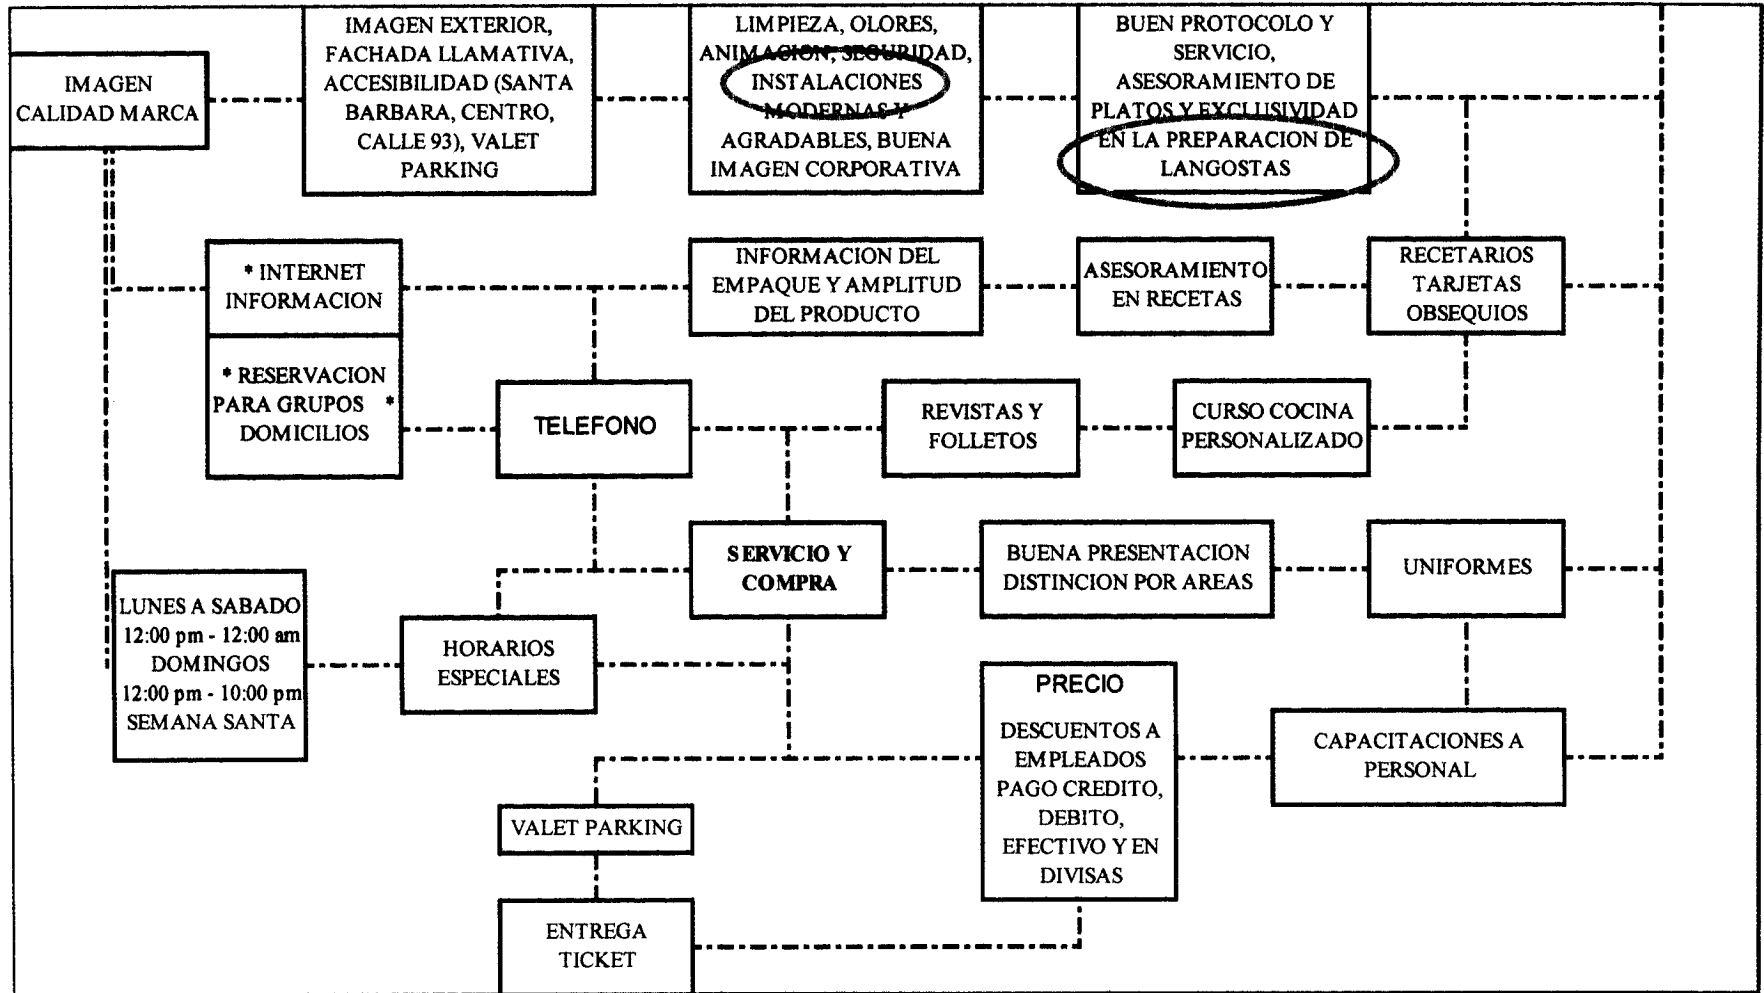 IMAGEN
CALIDAD MARCA
IMAGEN EXTERIOR,
FACHADA LLAMATIVA,
ACCESIBILIDAD (SANTA
BARBARA, CENTRO,
CALLE 93), VALET
PARKING
LIMPIEZA, OLORES,
ANIMACION, SEGURIDAD,
INSTALACIONES
MODERNAS Y
AGRADABLES, BUENA
IMAGEN CORPORATIVA
BUEN PROTOCOLO Y
SERVICIO,
ASESORAMIENTO DE
PLATOS Y EXCLUSIVIDAD
EN LA PREPARACION DE
LANGOSTAS
* INTERNET
INFORMACION
INFORMACION DEL
EMPAQUE Y AMPLITUD
DEL PRODUCTO
ASESORAMIENTO
EN RECETAS
RECETARIOS
TARJETAS
OBSEQUIOS
* RESERVACION
PARA GRUPOS *
DOMICILIOS
TELEFONO
REVISTAS Y
FOLLETOS
CURSO COCINA
PERSONALIZADO
SERVICIO Y
COMPRA
BUENA PRESENTACION
DISTINCION POR AREAS
UNIFORMES
LUNES A SABADO
12:00 pm - 12:00 am
DOMINGOS
12:00 pm - 10:00 pm
SEMANA SANTA
HORARIOS
ESPECIALES
PRECIO
DESCUENTOS A
EMPLEADOS
PAGO CREDITO,
DEBITO,
EFECTIVO Y EN
DIVISAS
CAPACITACIONES A
PERSONAL
VALET PARKING
ENTREGA
TICKET